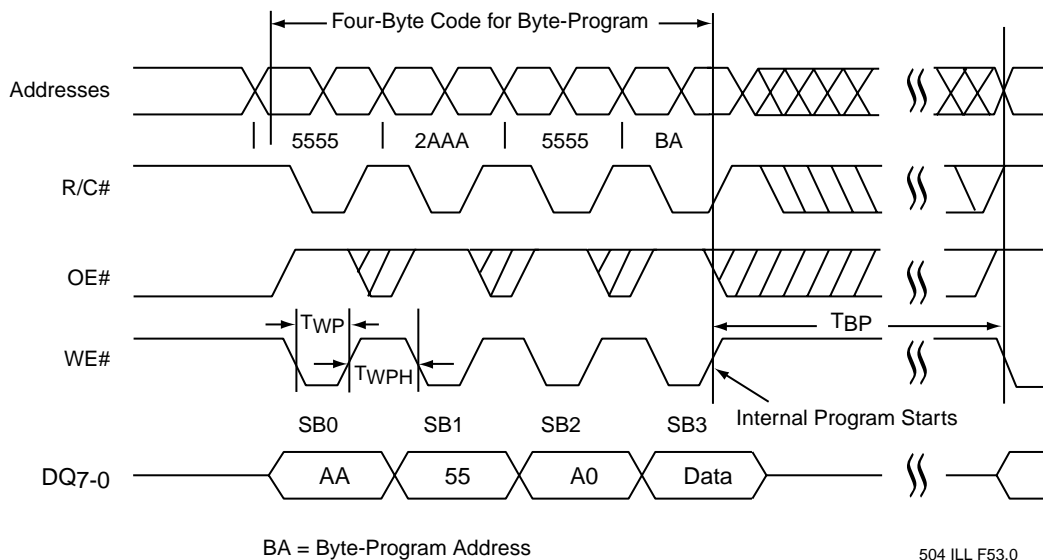 Four-Byte Code for Byte-Program
Addresses
5555 2AAA 5555 BA
R/C#
OE#
TWP
TBP
WE#
TWPH
Internal Program Starts
SB0 SB1 SB2 SB3
DQ7-0
AA 55 A0 Data
BA = Byte-Program Address
504 ILL F53.0